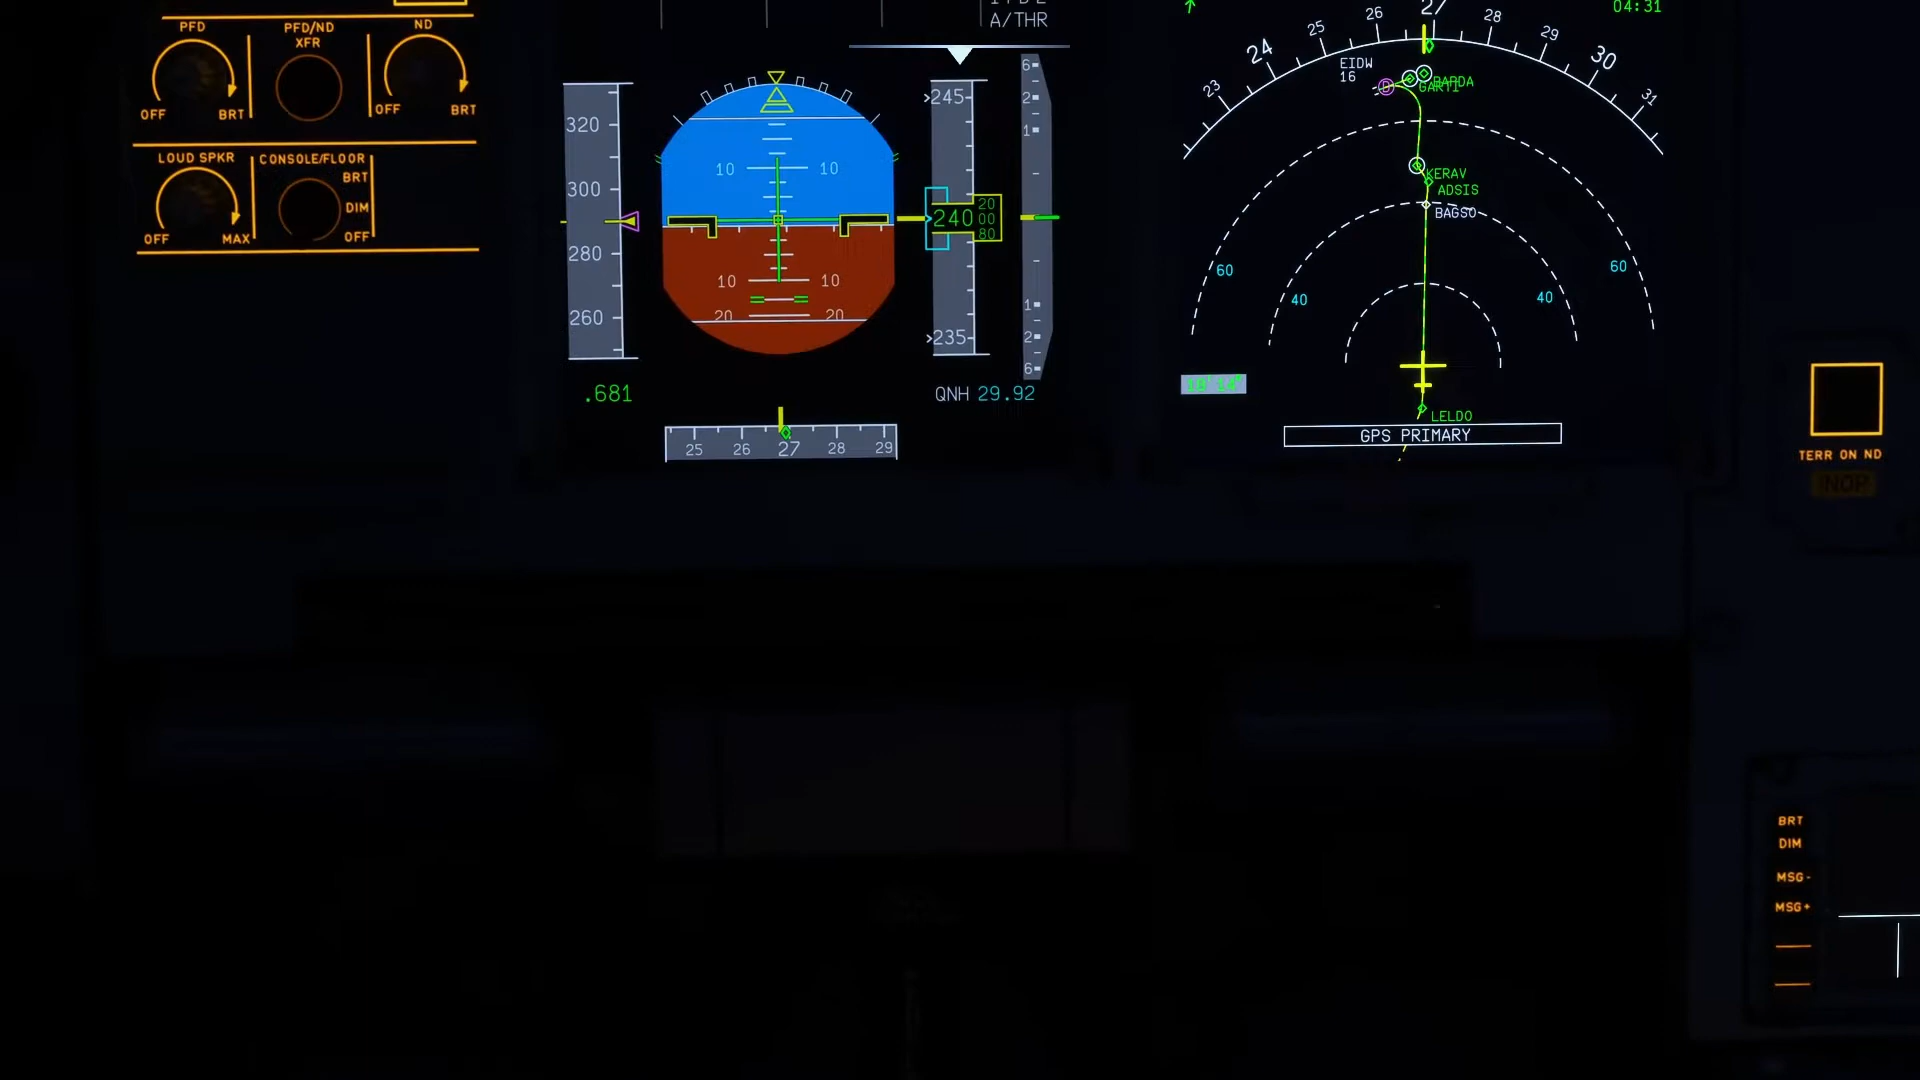 PFD
PFD/ND
XFR
ND
OFF
BRT
OFF
BRT
LOUD SPKR
CONSOLE/FLOOR
BRT
DIM
OFF
OFF
MAX
A/THR
320
300
280
260
10
10
10
10
20
20
245
240
20
00
80
235
6
2
1
1
2
6
.681
QNH 29.92
25
26
27
28
29
04:31
23
24
25
26
27
28
29
30
31
EIDW
16
BARDA
GARTI
KERAV
ADSIS
BAGSO
60
60
40
40
LELDO
GPS PRIMARY
TERR ON ND
BRT
DIM
MSG-
MSG+